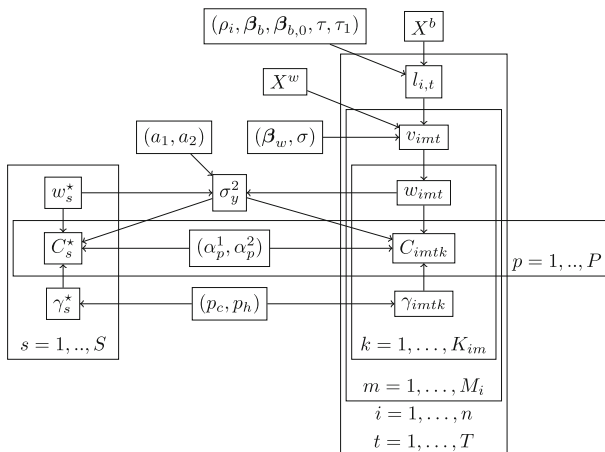 (ρ_i, β_b, β_{b,0}, τ, τ_1)
X^b
X^w
l_{i,t}
(a_1, a_2)
(β_w, σ)
v_{imt}
w_s^⋆
σ_y^2
w_{imt}
C_s^⋆
(α_p^1, α_p^2)
C_{imtk}
p = 1, .., P
γ_s^⋆
(p_c, p_h)
γ_{imtk}
s = 1, .., S
k = 1, . . . , K_{im}
m = 1, . . . , M_i
i = 1, . . . , n
t = 1, . . . , T